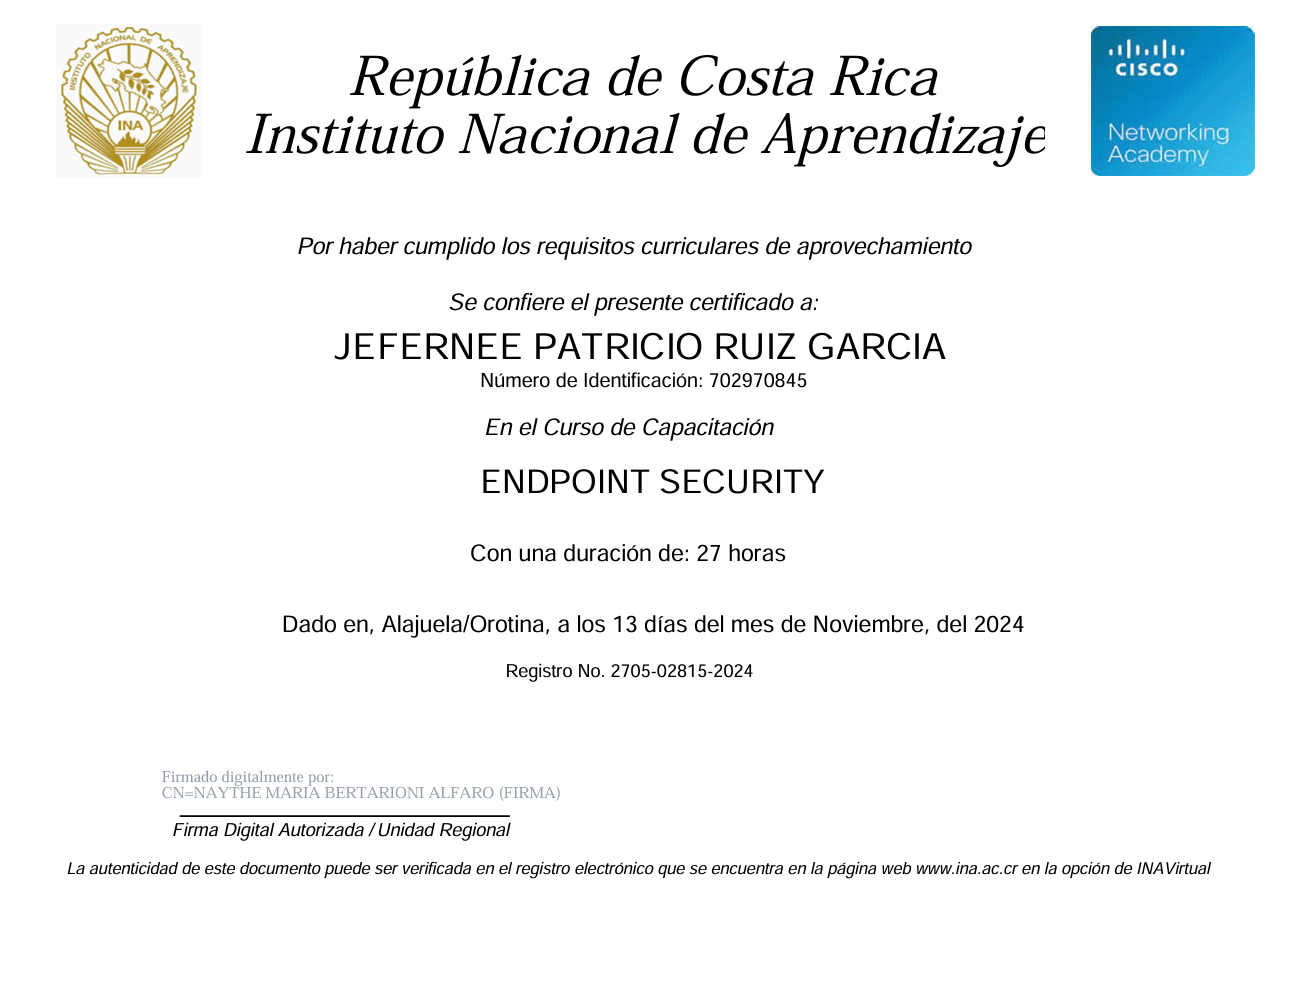 INSTITUTO NACIONAL DE APRENDIZAJE
INA
República de Costa Rica
Instituto Nacional de Aprendizaje
CISCO
Networking
Academy
Por haber cumplido los requisitos curriculares de aprovechamiento
Se confiere el presente certificado a:
JEFERNEE PATRICIO RUIZ GARCIA
Número de Identificación: 702970845
En el Curso de Capacitación
ENDPOINT SECURITY
Con una duración de: 27 horas
Dado en, Alajuela/Orotina, a los 13 días del mes de Noviembre, del 2024
Registro No. 2705-02815-2024
Firmado digitalmente por:
CN=NAYTHE MARIA BERTARIONI ALFARO (FIRMA)
Firma Digital Autorizada / Unidad Regional
La autenticidad de este documento puede ser verificada en el registro electrónico que se encuentra en la página web www.ina.ac.cr en la opción de INAVirtual